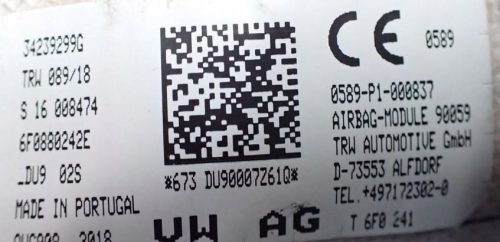 34239299G
TRW 089/18
S 16 008474
6F0880242E
_DU9 02S
MADE IN PORTUGAL
3018
*673 DU90007Z61Q*
VW AG
CE 0589
0589-P1-000837
AIRBAG-MODULE 90059
TRW AUTOMOTIVE GmbH
D-73553 ALFDORF
TEL.+497172302-0
T 6F0 241